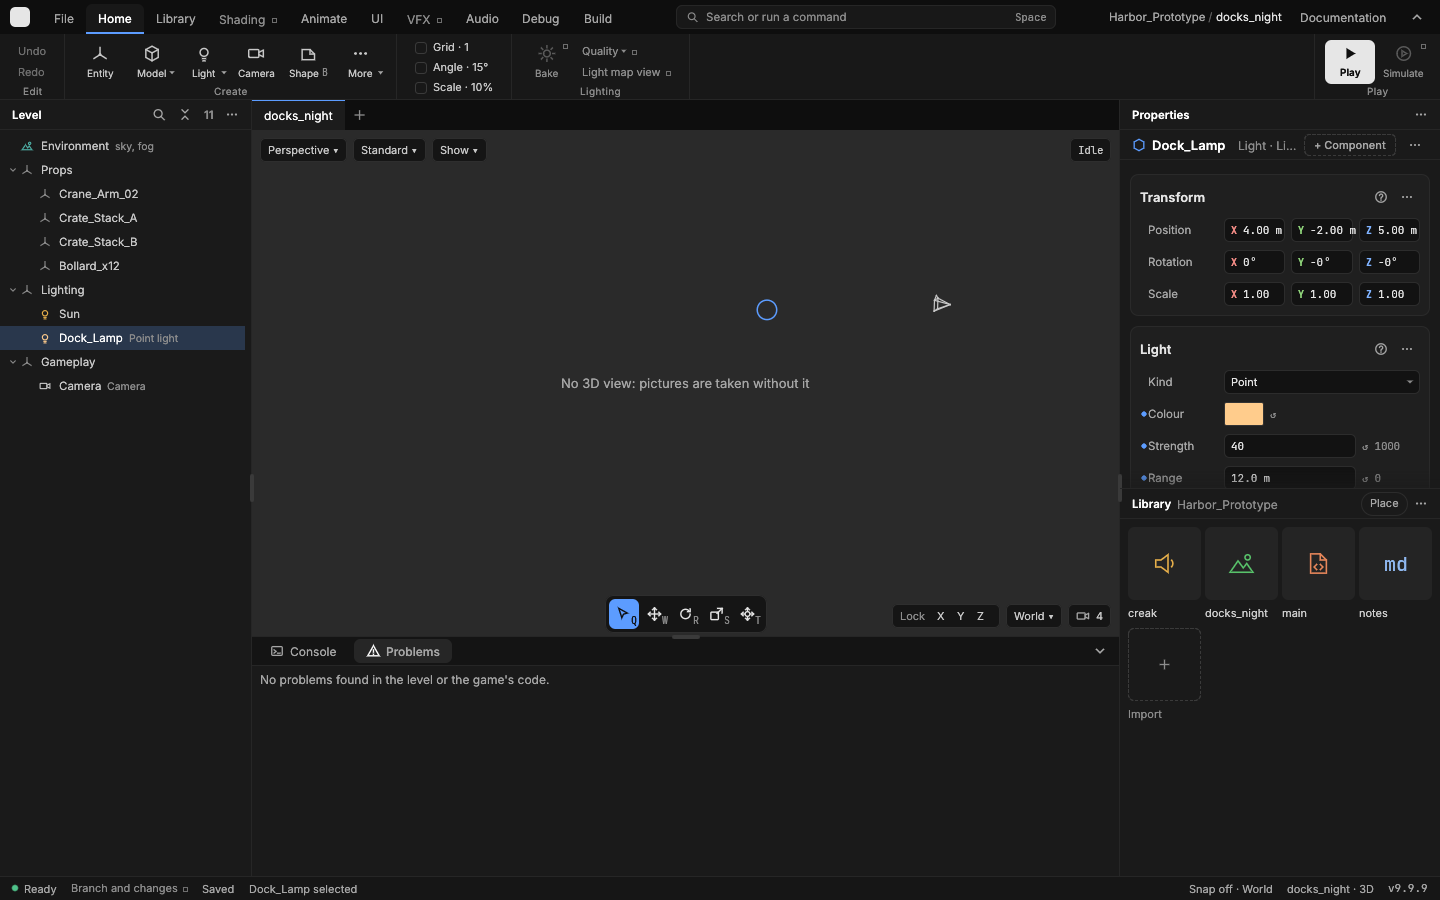 File Home Library Shading Animate UI VFX Audio Debug Build
Search or run a command Space
Harbor_Prototype / docks_night Documentation
Undo
Redo
Edit
Entity Model Light Camera Shape B More
Create
Grid · 1
Angle · 15°
Scale · 10%
Bake
Quality
Light map view
Lighting
Play Simulate
Play
Level 11
Environment sky, fog
Props
Crane_Arm_02
Crate_Stack_A
Crate_Stack_B
Bollard_x12
Lighting
Sun
Dock_Lamp Point light
Gameplay
Camera Camera
docks_night
Perspective Standard Show Idle
No 3D view: pictures are taken without it
Q W R S T
Lock X Y Z World 4
Console Problems
No problems found in the level or the game's code.
Properties
Dock_Lamp Light · Li... + Component
Transform
Position X 4.00 m Y -2.00 m Z 5.00 m
Rotation X 0° Y -0° Z -0°
Scale X 1.00 Y 1.00 Z 1.00
Light
Kind Point
Colour
Strength 40 1000
Range 12.0 m 0
Library Harbor_Prototype Place
md
creak docks_night main notes
Import
Ready Branch and changes Saved Dock_Lamp selected
Snap off · World docks_night · 3D v9.9.9